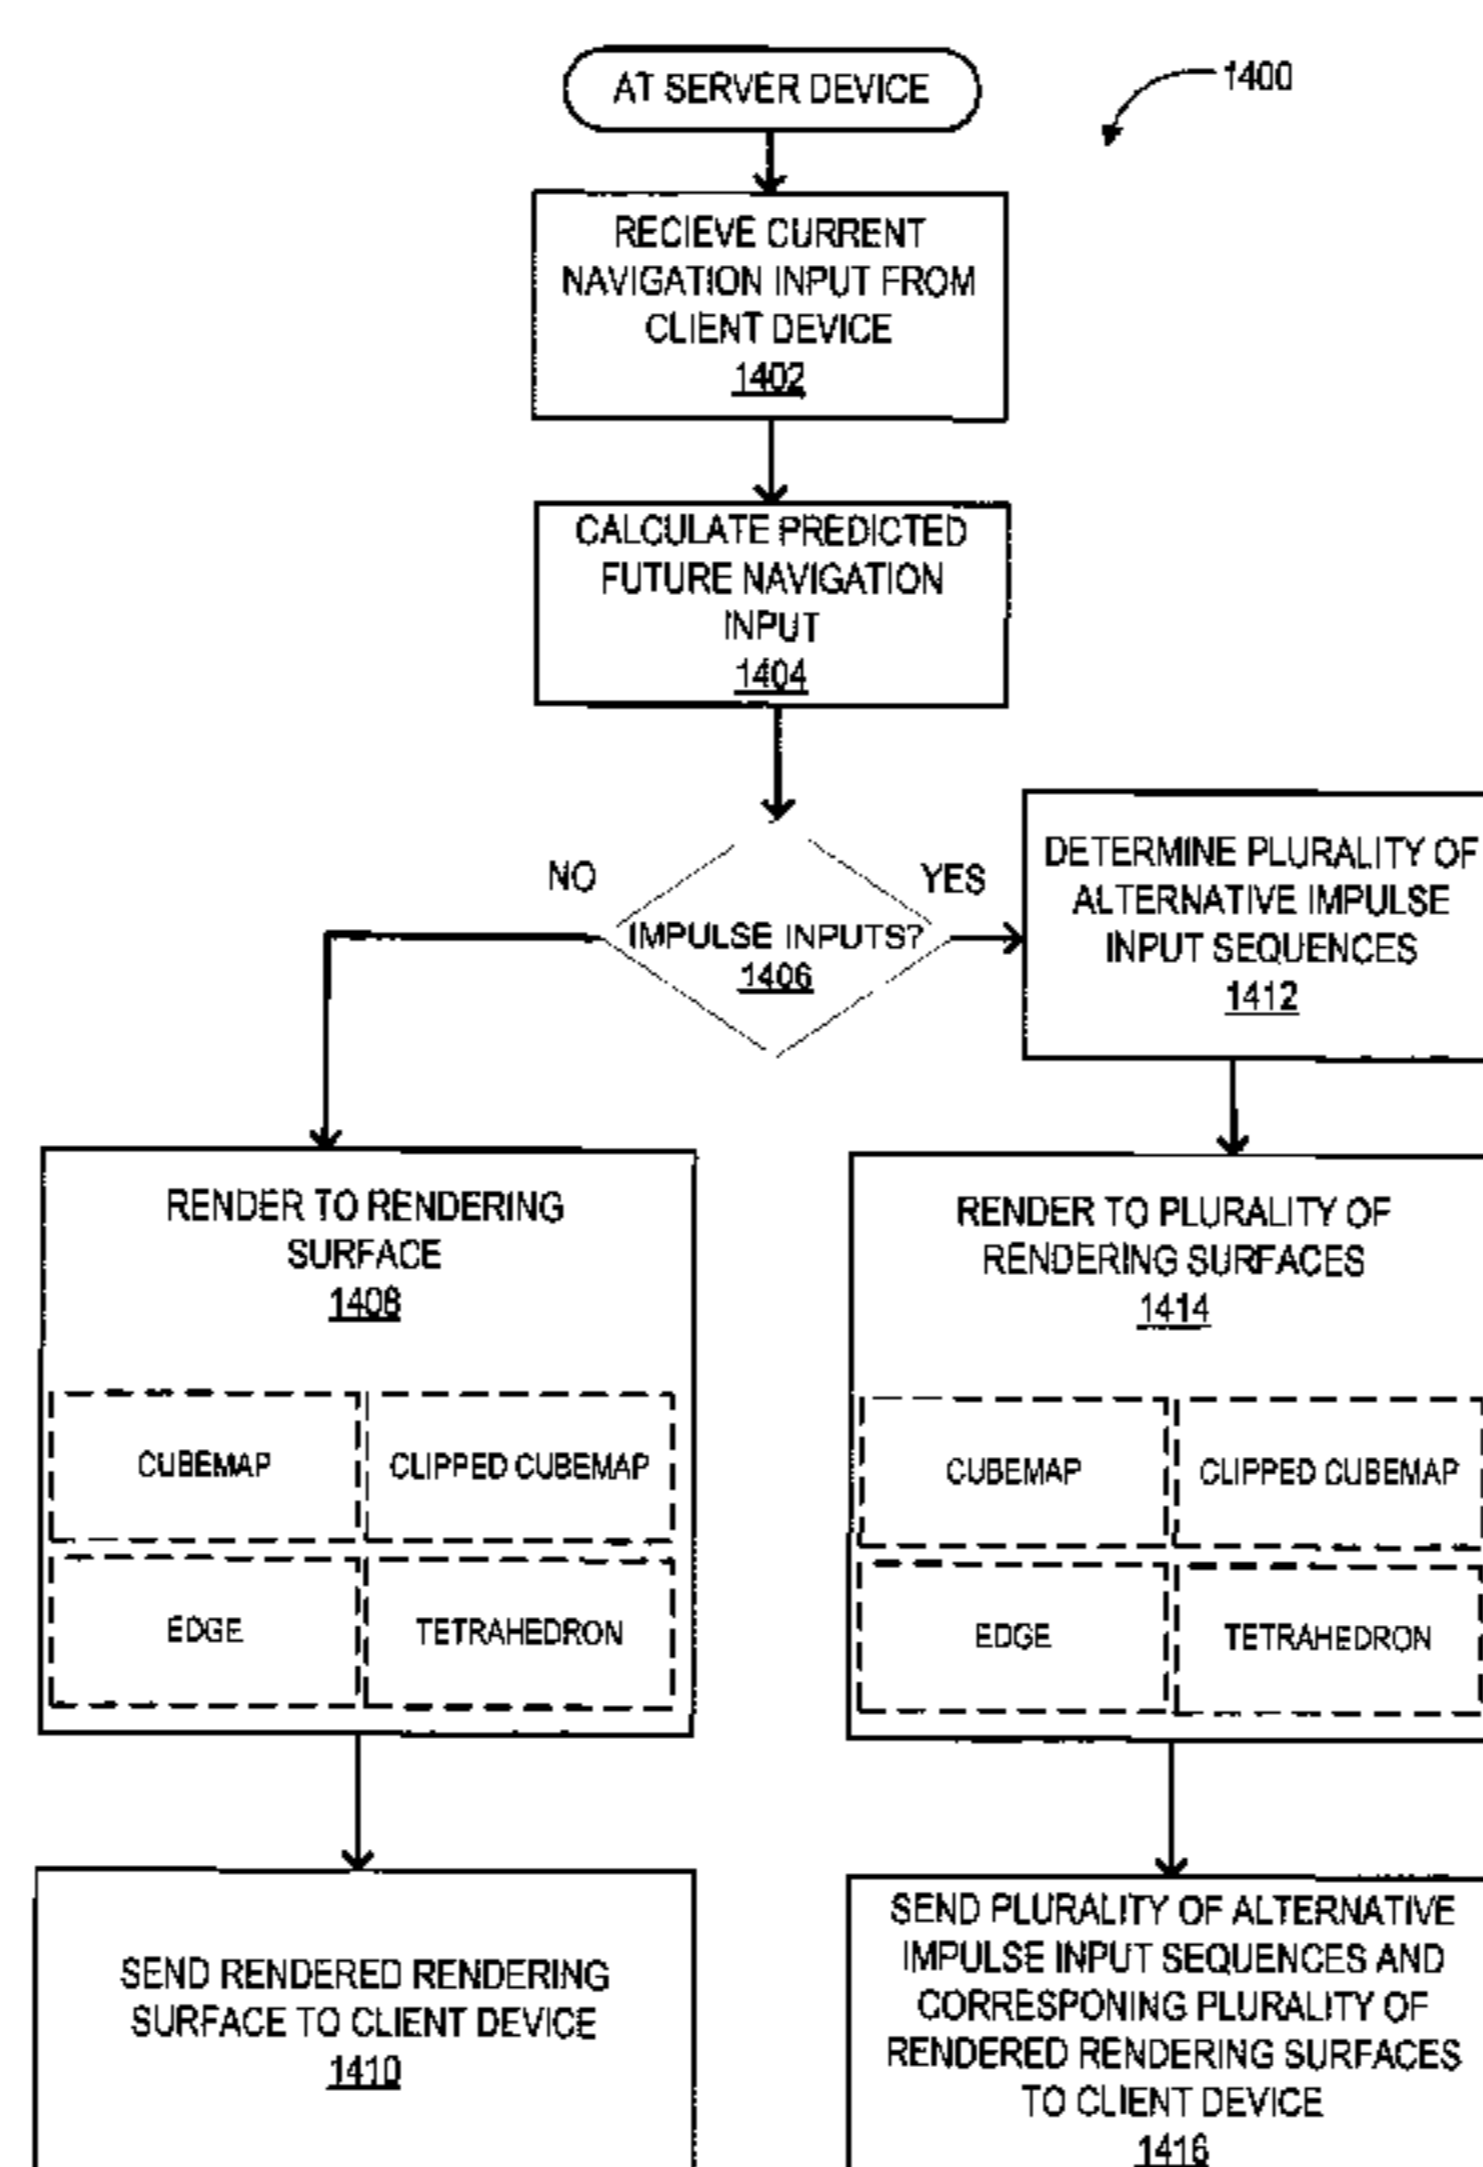 AT SERVER DEVICE
1400
RECIEVE CURRENT
NAVIGATION INPUT FROM
CLIENT DEVICE
1402
CALCULATE PREDICTED
FUTURE NAVIGATION
INPUT
1404
NO
YES
IMPULSE INPUTS?
1406
DETERMINE PLURALITY OF
ALTERNATIVE IMPULSE
INPUT SEQUENCES
1412
RENDER TO RENDERING
SURFACE
1408
CUBEMAP
CLIPPED CUBEMAP
EDGE
TETRAHEDRON
RENDER TO PLURALITY OF
RENDERING SURFACES
1414
CUBEMAP
CLIPPED CUBEMAP
EDGE
TETRAHEDRON
SEND RENDERED RENDERING
SURFACE TO CLIENT DEVICE
1410
SEND PLURALITY OF ALTERNATIVE
IMPULSE INPUT SEQUENCES AND
CORRESPONING PLURALITY OF
RENDERED RENDERING SURFACES
TO CLIENT DEVICE
1416